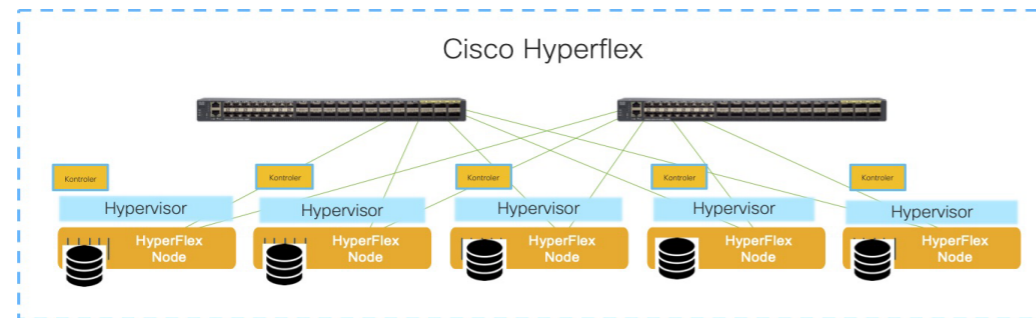 Cisco Hyperflex
Kontroler
Kontroler
Kontroler
Kontroler
Kontroler
Hypervisor
Hypervisor
Hypervisor
Hypervisor
Hypervisor
HyperFlex
Node
HyperFlex
Node
HyperFlex
Node
HyperFlex
Node
HyperFlex
Node